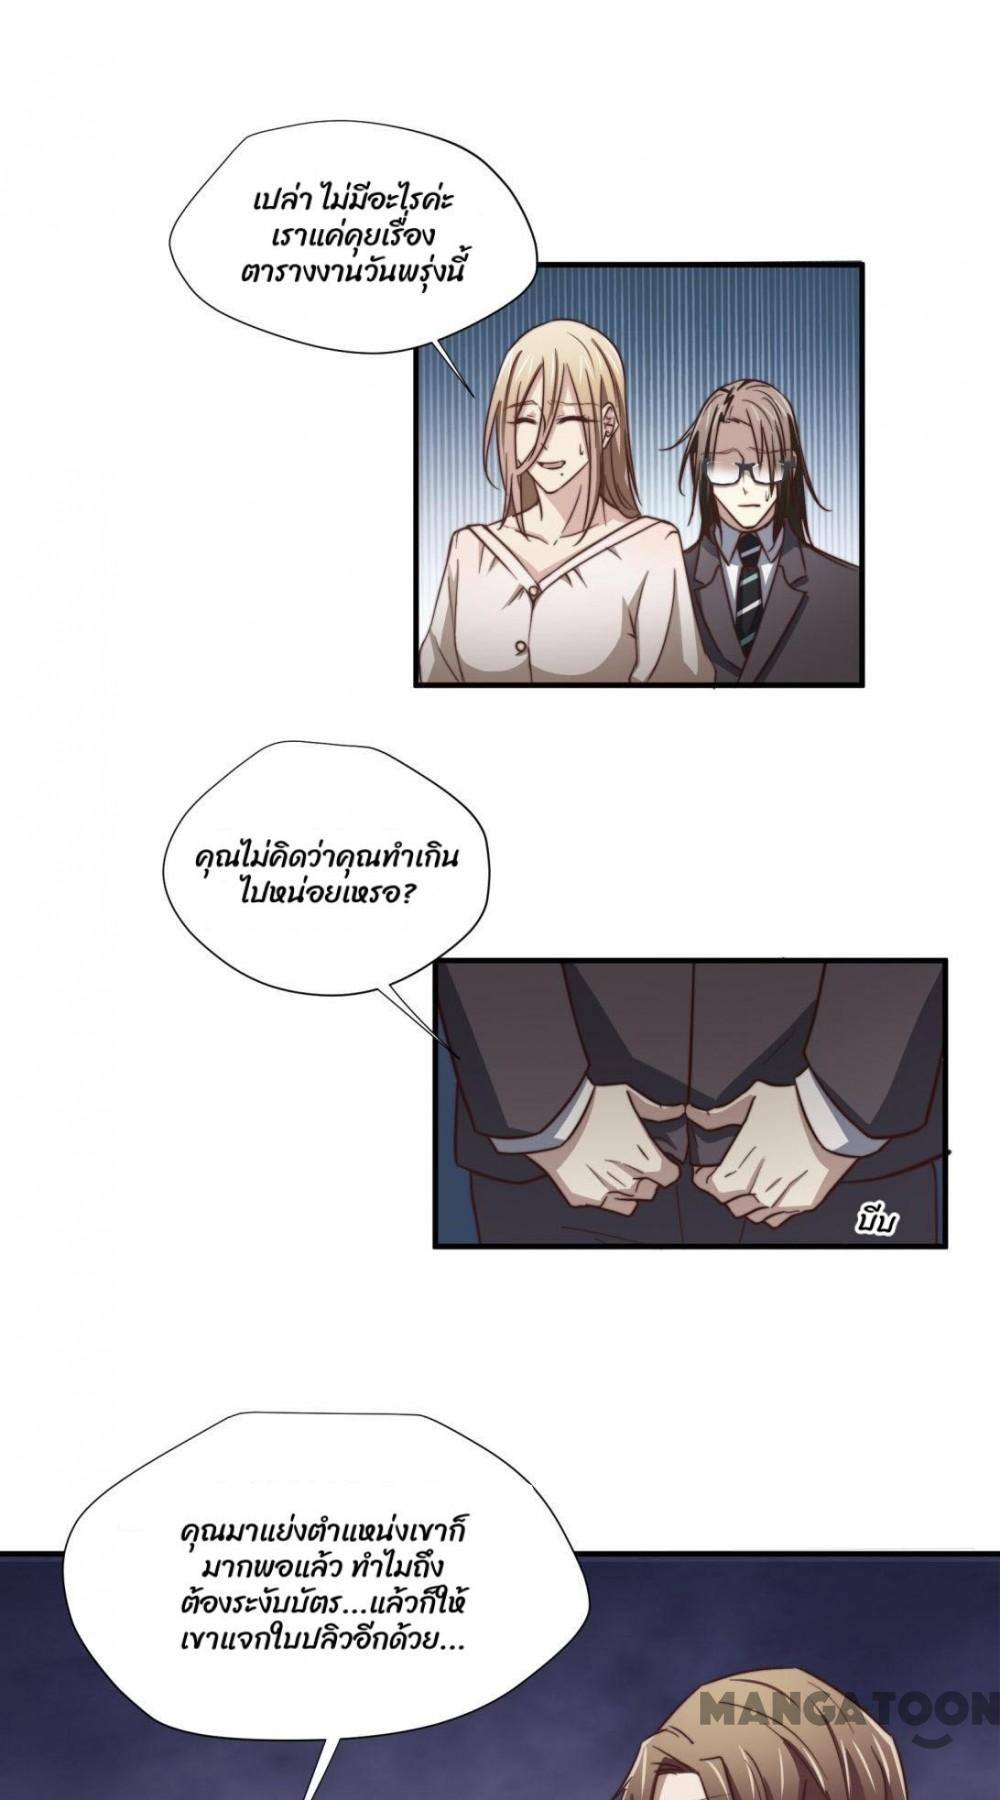 เปล่า ไม่มีอะไรค่ะ
เราแค่คุยเรื่อง
ตารางงานวันพรุ่งนี้
คุณไม่คิดว่าคุณทำเกิน
ไปหน่อยเหรอ?
บีบ
คุณมาแย่งตำแหน่งเขาก็
มากพอแล้ว ทำไมถึง
ต้องระงับบัตร...แล้วก็ให้
เขาแจกใบปลิวอีกด้วย...
MANGATOON